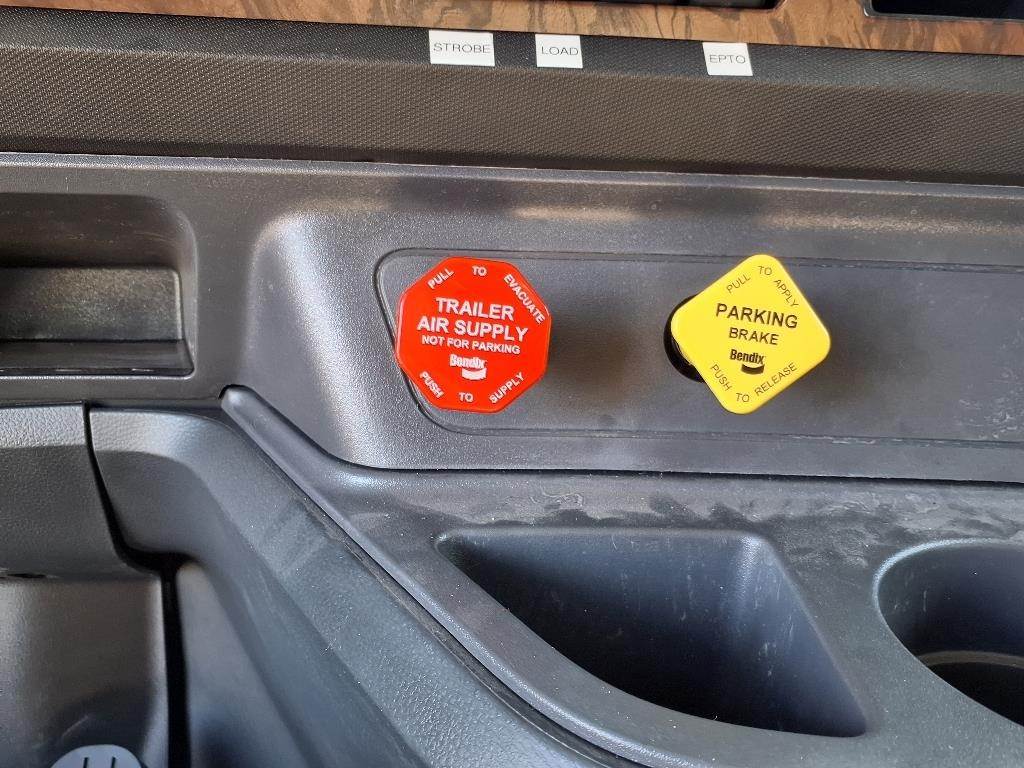 STROBE
LOAD
EPTO
PULL TO EVACUATE
TRAILER
AIR SUPPLY
NOT FOR PARKING
Bendix
PUSH TO SUPPLY
PULL TO APPLY
PARKING
BRAKE
Bendix
PUSH TO RELEASE